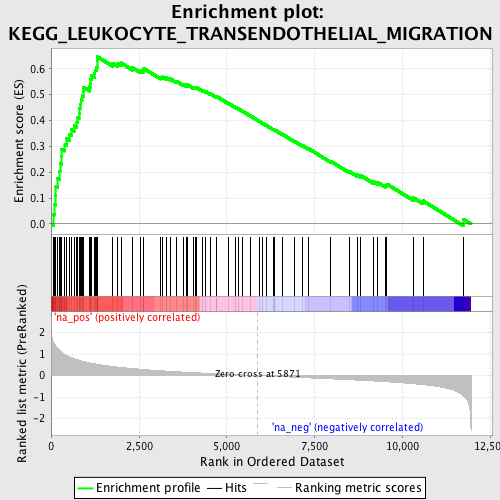 Enrichment plot:
KEGG_LEUKOCYTE_TRANSENDOTHELIAL_MIGRATION
Enrichment score (ES)
0.6
0.5
0.4
0.3
0.2
0.1
0.0
'na_pos' (positively correlated)
Ranked list metric (PreRanked)
2
1
0
-1
-2
Zero cross at 5871
'na_neg' (negatively correlated)
0
2,500
5,000
7,500
10,000
12,500
Rank in Ordered Dataset
Enrichment profile
Hits
Ranking metric scores